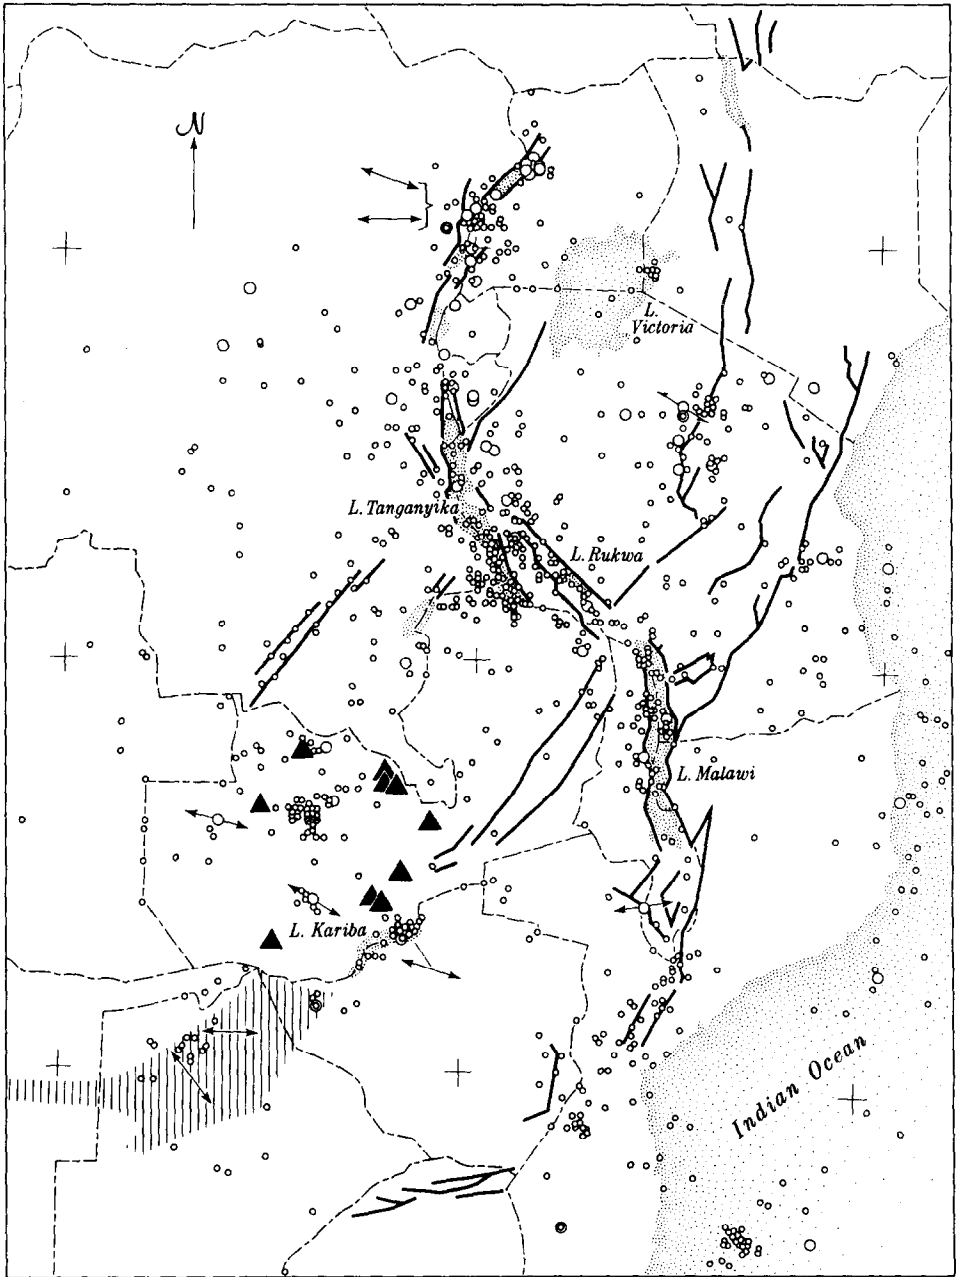 N
L.
Victoria
L. Tanganyika
L. Rukwa
L. Malawi
L. Kariba
Indian Ocean